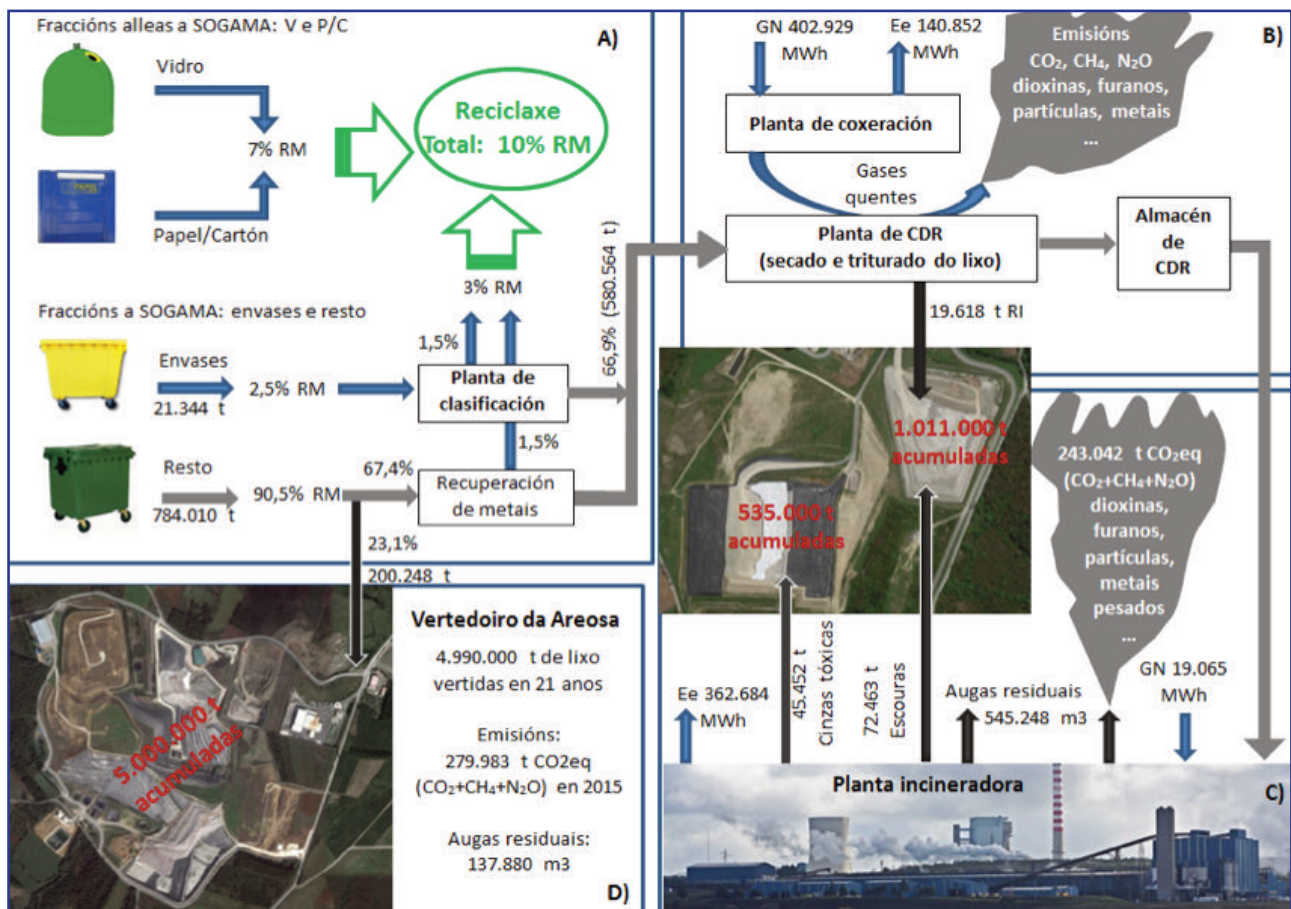 Fraccións alleas a SOGAMA: V e P/C
A)
Vidro
7% RM
Papel/Cartón
Reciclaxe
Total: 10% RM
3% RM
Fraccións a SOGAMA: envases e resto
Envases
21.344 t
2,5% RM
1,5%
Planta de
clasificación
1,5%
66,9% (580.564 t)
Resto
784.010 t
90,5% RM
67,4%
Recuperación
de metais
23,1%
200.248 t
B)
GN 402.929
MWh
Ee 140.852
MWh
Emisións
CO₂, CH₄, N₂O
dioxinas, furanos,
partículas, metais
...
Planta de coxeración
Gases
quentes
Planta de CDR
(secado e triturado do lixo)
Almacén
de
CDR
19.618 t RI
1.011.000 t
acumuladas
535.000 t
acumuladas
243.042 t CO₂eq
(CO₂+CH₄+N₂O)
dioxinas,
furanos,
partículas,
metais
pesados
...
Ee 362.684
MWh
45.452 t
Cinzas tóxicas
72.463 t
Escouras
Augas residuais
545.248 m3
GN 19.065
MWh
Planta incineradora
C)
5.000.000 t
acumuladas
Vertedoiro da Areosa
4.990.000 t de lixo
vertidas en 21 anos
Emisións:
279.983 t CO2eq
(CO₂+CH₄+N₂O) en 2015
Augas residuais:
137.880 m3
D)